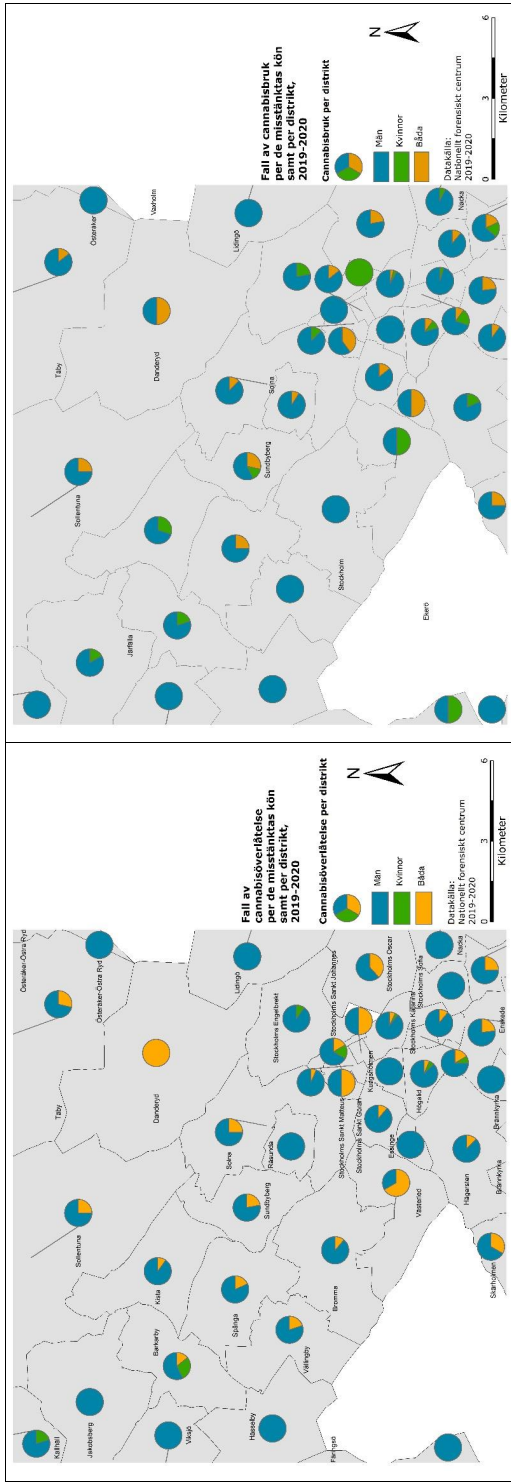 Fall av
cannabisöverlåtelse
per de misstänktas kön
samt per distrikt,
2019-2020
Cannabisöverlåtelse per distrikt
Män
Kvinnor
Båda
Datakälla:
Nationellt forensiskt centrum
2019-2020
N
0 3 6
Kilometer
Österåker-Östra Ryd
Österåker-Östra Ryd
Täby
Danderyd
Sollentuna
Kallhäll
Jakobsberg
Barkarby
Kista
Viksjö
Spånga
Sundbyberg
Solna
Råsunda
Lidingö
Hässelby
Vällingby
Bromma
Färingsö
Stockholms Engelbrekt
Stockholms Sankt Johannes
Stockholms Oscar
Stockholms Sankt Matteus
Stockholms Sankt Göran
Kungsholmen
Essinge
Västerled
Högalid
Stockholms Katarina
Stockholms Sofia
Nacka
Enskede
Hägersten
Brännkyrka
Brännkyrka
Skärholmen
Fall av cannabisbruk
per de misstänktas kön
samt per distrikt,
2019-2020
Cannabisbruk per distrikt
Män
Kvinnor
Båda
Datakälla:
Nationellt forensiskt centrum
2019-2020
N
0 3 6
Kilometer
Österåker
Vaxholm
Täby
Danderyd
Sollentuna
Järfälla
Sundbyberg
Solna
Lidingö
Stockholm
Ekerö
Nacka